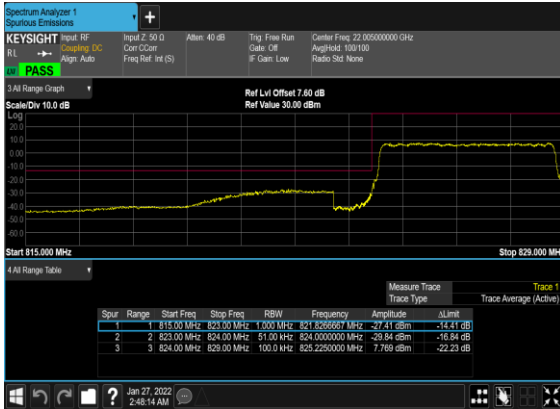 Spectrum Analyzer 1
Spurious Emissions
+
KEYSIGHT Input: RF Input Z: 50 Ω Atten: 40 dB Trig: Free Run Center Freq: 22.005000000 GHz
RL Coupling: DC Corr CCorr Gate: Off Avg|Hold: 100/100
Align: Auto Freq Ref: Int (S) IF Gain: Low Radio Std: None
PASS
3 All Range Graph
Scale/Div 10.0 dB
Ref Lvl Offset 7.60 dB
Ref Value 30.00 dBm
Log
20.0
10.0
0.00
-10.0
-20.0
-30.0
-40.0
-50.0
-60.0
Start 815.000 MHz Stop 829.000 MH
4 All Range Table
Measure Trace Trace 1
Trace Type Trace Average (Active)
Spur Range Start Freq Stop Freq RBW Frequency Amplitude ΔLimit
1 1 815.00 MHz 823.00 MHz 1.000 MHz 821.8266667 MHz -27.41 dBm -14.41 dB
2 2 823.00 MHz 824.00 MHz 51.00 kHz 824.0000000 MHz -29.84 dBm -16.84 dB
3 3 824.00 MHz 829.00 MHz 100.0 kHz 825.2250000 MHz 7.769 dBm -22.23 dB
? Jan 27, 2022
2:48:14 AM